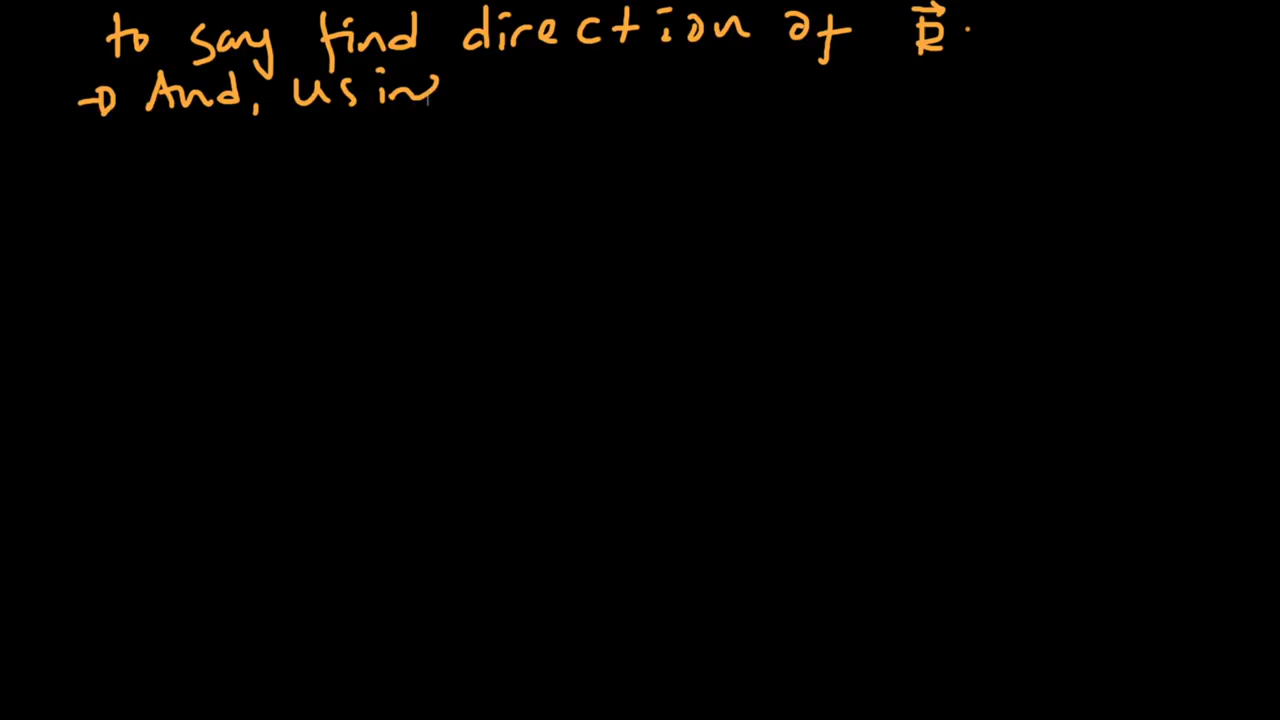 to say find direction of R⃗.
→ And, usin